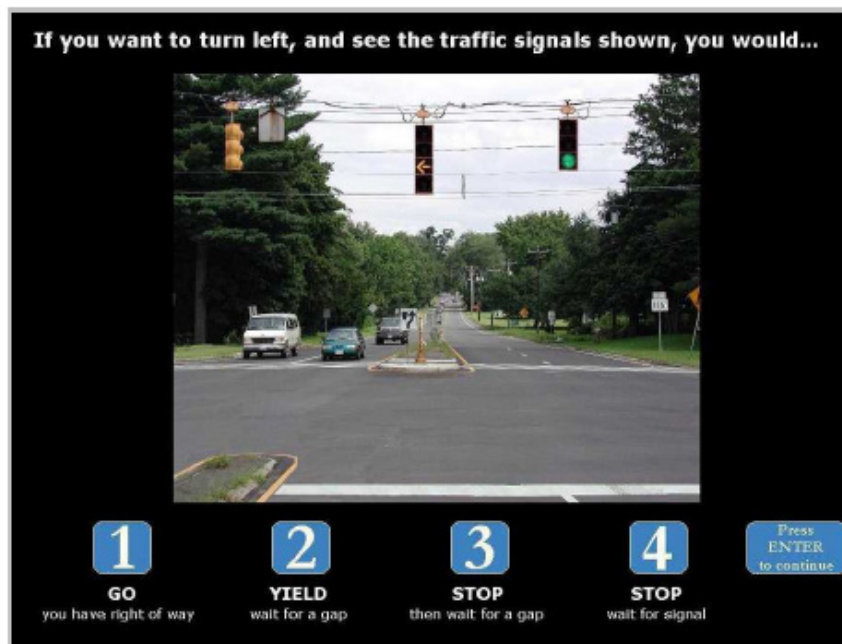 If you want to turn left, and see the traffic signals shown, you would...
1
2
3
4
Press
ENTER
to continue
GO
YIELD
STOP
STOP
you have right of way
wait for a gap
then wait for a gap
wait for signal